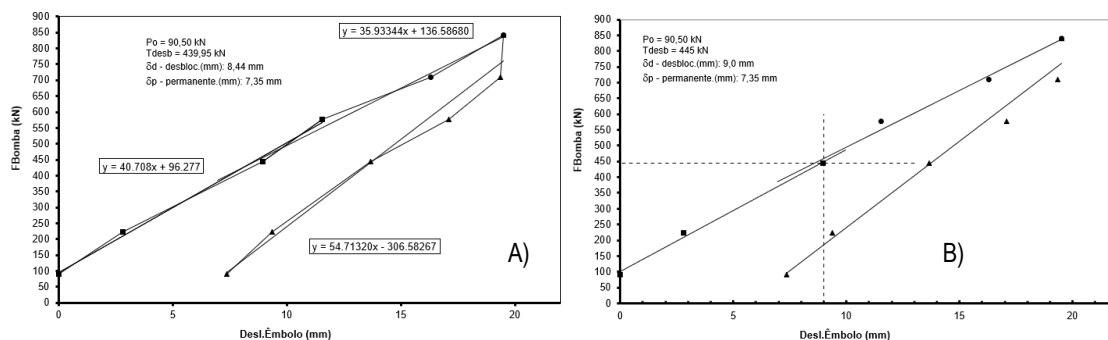 900
850
800
750
700
650
600
550
500
450
400
350
300
250
200
150
100
50
0
FBomba (kN)
Po = 90,50 kN
Tdesb = 439,95 kN
δd - desbloc.(mm): 8,44 mm
δp - permanente.(mm): 7,35 mm
y = 35.93344x + 136.58680
y = 40.708x + 96.277
y = 54.71320x - 306.58267
A)
0 5 10 15 20
Desl.Êmbolo (mm)
900
850
800
750
700
650
600
550
500
450
400
350
300
250
200
150
100
50
0
FBomba (kN)
Po = 90,50 kN
Tdesb = 445 kN
δd - desbloc.(mm): 9,0 mm
δp - permanente.(mm): 7,35 mm
B)
0 5 10 15 20
Desl.Êmbolo (mm)